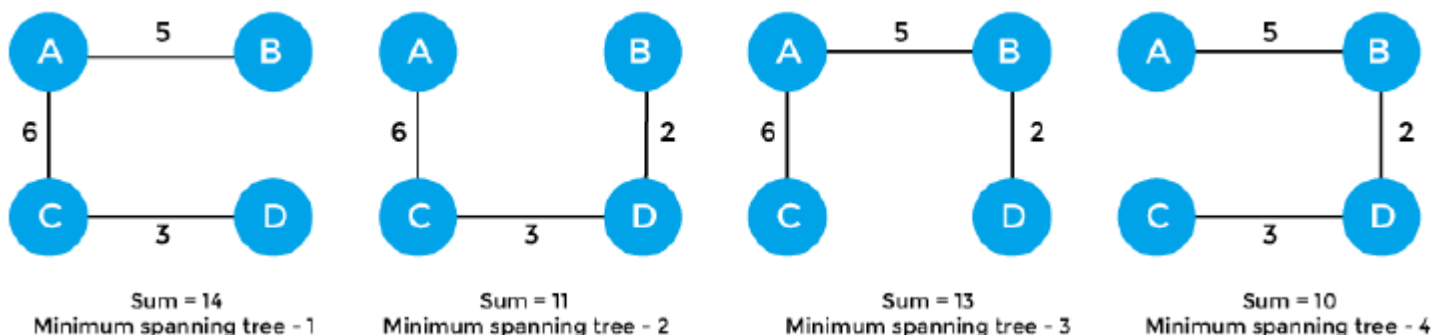 A 5 B
6
C 3 D
Sum = 14
Minimum spanning tree - 1
A B
6 2
C 3 D
Sum = 11
Minimum spanning tree - 2
A 5 B
6 2
C D
Sum = 13
Minimum spanning tree - 3
A 5 B
2
C 3 D
Sum = 10
Minimum spanning tree - 4